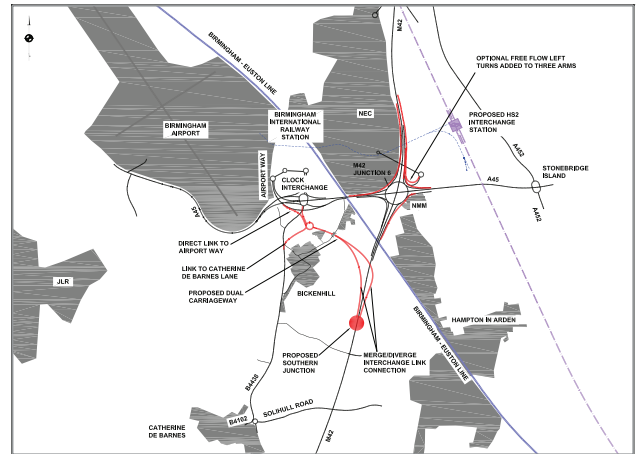 M42
BIRMINGHAM - EUSTON LINE
OPTIONAL FREE FLOW LEFT
TURNS ADDED TO THREE ARMS
NEC
PROPOSED HS2
INTERCHANGE
STATION
BIRMINGHAM
INTERNATIONAL
RAILWAY
STATION
BIRMINGHAM
AIRPORT
A452
M42
JUNCTION 6
STONEBRIDGE
ISLAND
AIRPORT WAY
CLOCK
INTERCHANGE
A45
A45
NMM
A452
DIRECT LINK TO
AIRPORT WAY
LINK TO CATHERINE
DE BARNES LANE
PROPOSED DUAL
CARRIAGEWAY
JLR
BICKENHILL
BIRMINGHAM - EUSTON LINE
HAMPTON IN ARDEN
PROPOSED
SOUTHERN
JUNCTION
MERGE/DIVERGE
INTERCHANGE LINK
CONNECTION
B4438
SOLIHULL ROAD
B4102
CATHERINE
DE BARNES
M42